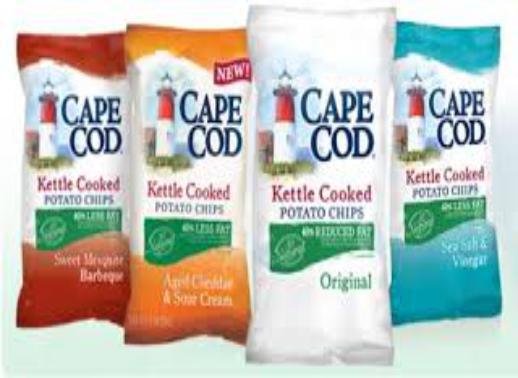 CAPE
COD
Kettle Cooked
POTATO CHIPS
40% LESS FAT
Sweet Mesquite
Barbeque
NEW!
CAPE
COD
Kettle Cooked
POTATO CHIPS
40% LESS FAT
Aged Cheddar
& Sour Cream
CAPE
COD
Kettle Cooked
POTATO CHIPS
40% REDUCED FAT
Original
CAPE
COD
Kettle Cooked
POTATO CHIPS
40% LESS FAT
Sea Salt &
Vinegar